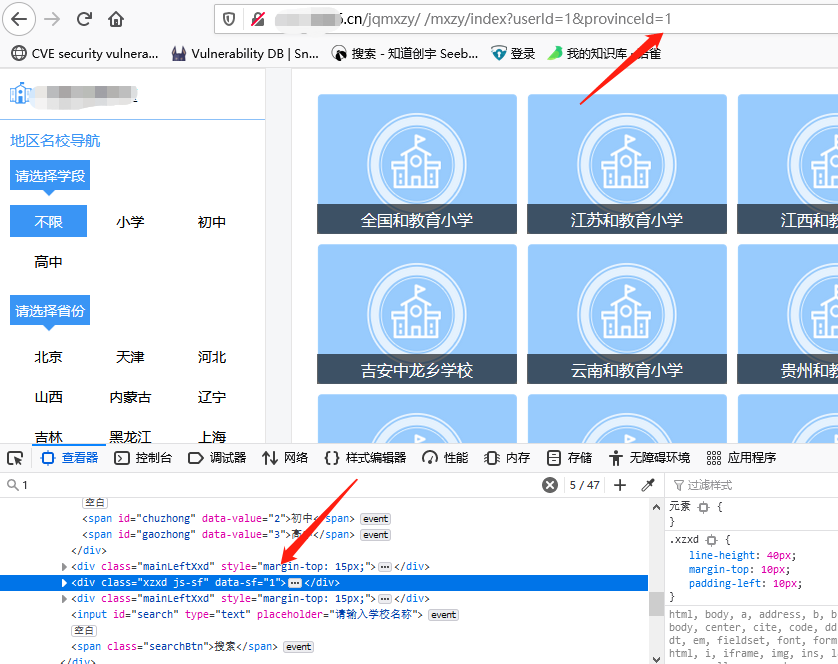 6.cn/jqmxzy/ /mxzy/index?userId=1&provinceId=1
CVE security vulnera... Vulnerability DB | Sn... 搜索 - 知道创宇 Seeb... 登录 我的知识库 · 语雀
地区名校导航
请选择学段
不限 小学 初中
高中
请选择省份
北京 天津 河北
山西 内蒙古 辽宁
吉林 黑龙江 上海
全国和教育小学 江苏和教育小学 江西和教
吉安中龙乡学校 云南和教育小学 贵州和教
查看器 控制台 调试器 网络 {} 样式编辑器 性能 内存 存储 无障碍环境 应用程序
1 5 / 47 + 过滤样式
空白
<span id="chuzhong" data-value="2">初中</span> event
<span id="gaozhong" data-value="3">高中</span> event
</div>
<div class="mainLeftXxd" style="margin-top: 15px;">…</div>
<div class="xzxd js-sf" data-sf="1">…</div>
<div class="mainLeftXxd" style="margin-top: 15px;">…</div>
<input id="search" type="text" placeholder="请输入学校名称"> event
空白
<span class="searchBtn">搜索</span> event
</div>
元素 {
}
.xzxd {
line-height: 40px;
margin-top: 10px;
padding-left: 10px;
}
html, body, a, address, b, b
body, center, cite, code, dd
dt, em, fieldset, font, form
html, i, iframe, img, ins, l